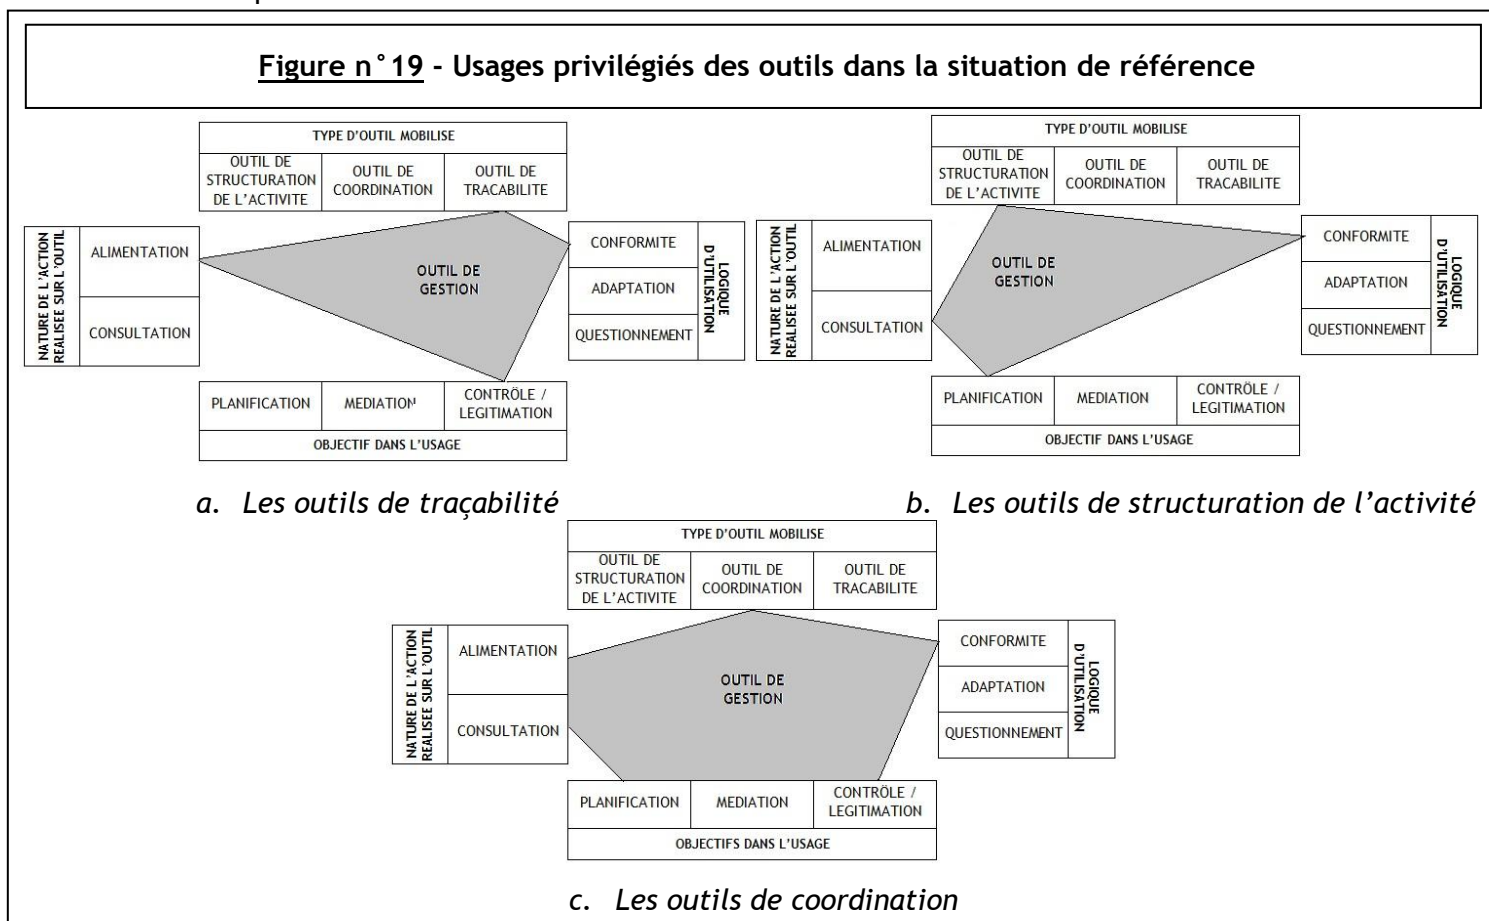 Figure n°19 - Usages privilégiés des outils dans la situation de référence
TYPE D'OUTIL MOBILISE
OUTIL DE
STRUCTURATION
DE L'ACTIVITE
OUTIL DE
COORDINATION
OUTIL DE
TRACABILITE
NATURE DE L'ACTION
REALISEE SUR L'OUTIL
ALIMENTATION
CONSULTATION
OUTIL DE
GESTION
CONFORMITE
ADAPTATION
QUESTIONNEMENT
LOGIQUE
D'UTILISATION
PLANIFICATION
MEDIATION
CONTRÖLE /
LEGITIMATION
OBJECTIF DANS L'USAGE
a. Les outils de traçabilité
TYPE D'OUTIL MOBILISE
OUTIL DE
STRUCTURATION
DE L'ACTIVITE
OUTIL DE
COORDINATION
OUTIL DE
TRACABILITE
NATURE DE L'ACTION
REALISEE SUR L'OUTIL
ALIMENTATION
CONSULTATION
OUTIL DE
GESTION
CONFORMITE
ADAPTATION
QUESTIONNEMENT
LOGIQUE
D'UTILISATION
PLANIFICATION
MEDIATION
CONTRÖLE /
LEGITIMATION
OBJECTIF DANS L'USAGE
b. Les outils de structuration de l'activité
TYPE D'OUTIL MOBILISE
OUTIL DE
STRUCTURATION
DE L'ACTIVITE
OUTIL DE
COORDINATION
OUTIL DE
TRACABILITE
NATURE DE L'ACTION
REALISEE SUR L'OUTIL
ALIMENTATION
CONSULTATION
OUTIL DE
GESTION
CONFORMITE
ADAPTATION
QUESTIONNEMENT
LOGIQUE
D'UTILISATION
PLANIFICATION
MEDIATION
CONTRÖLE /
LEGITIMATION
OBJECTIFS DANS L'USAGE
c. Les outils de coordination